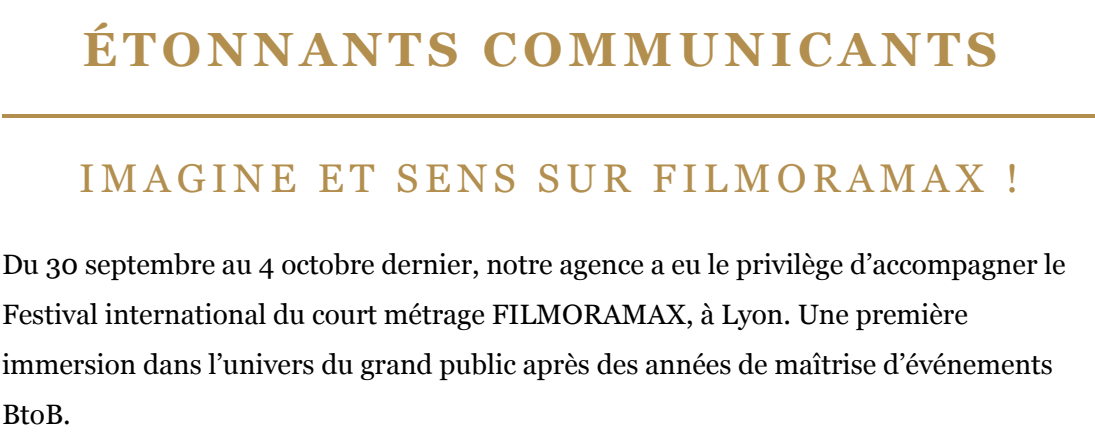 ÉTONNANTS COMMUNICANTS
IMAGINE ET SENS SUR FILMORAMAX !
Du 30 septembre au 4 octobre dernier, notre agence a eu le privilège d’accompagner le
Festival international du court métrage FILMORAMAX, à Lyon. Une première
immersion dans l’univers du grand public après des années de maîtrise d’événements
BtoB.